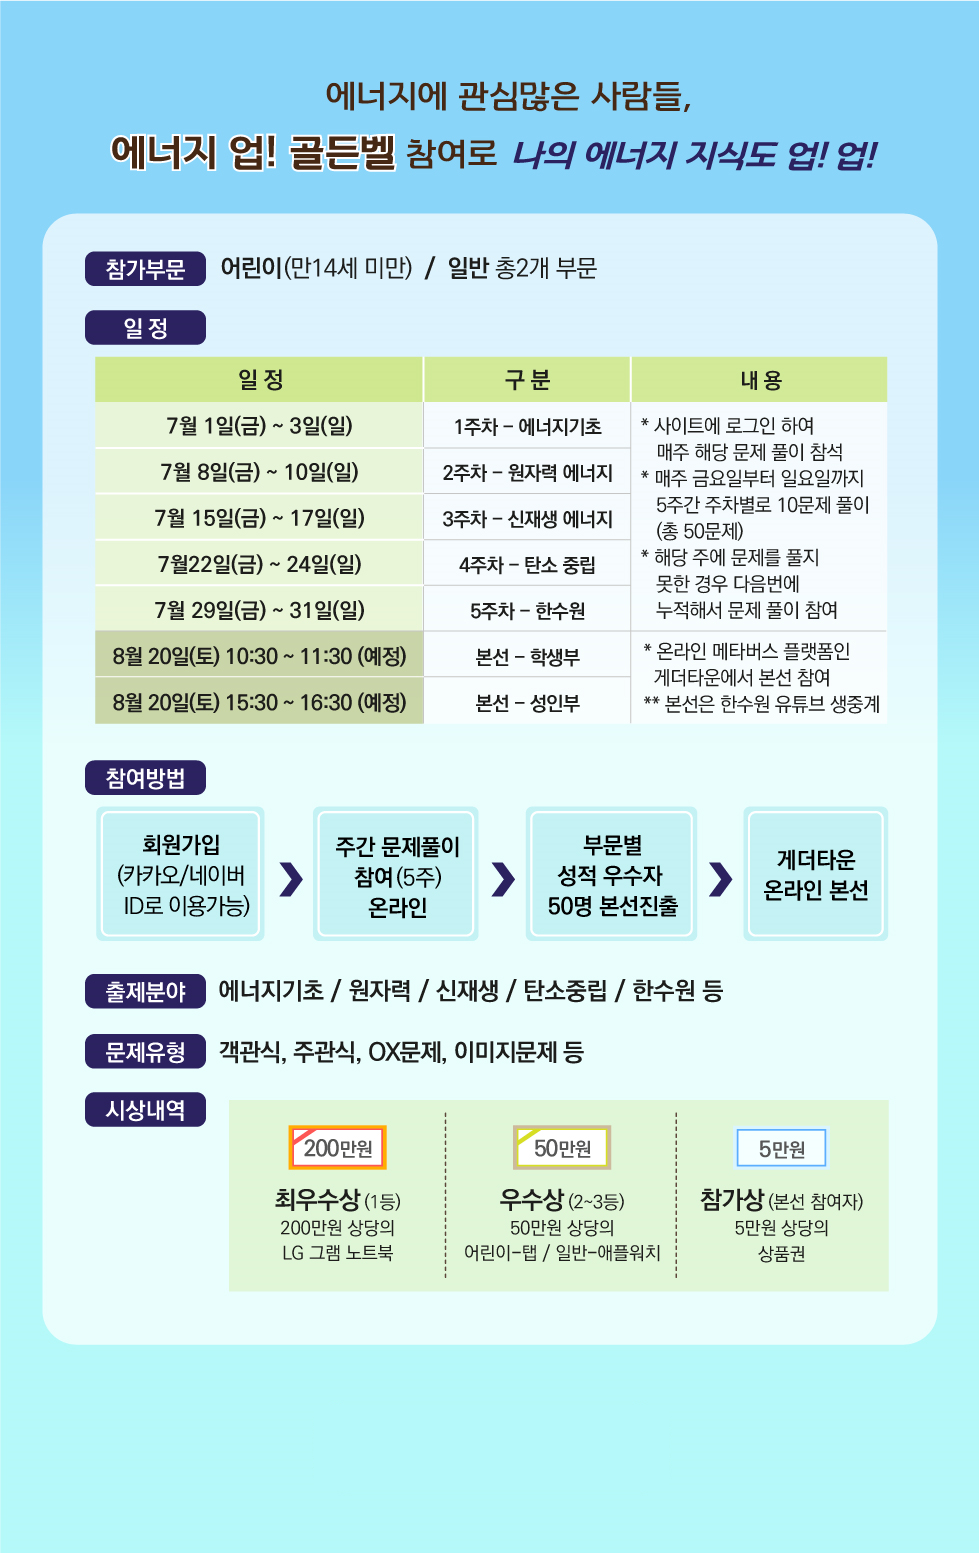 에너지에 관심많은 사람들,
에너지 업! 골든벨 참여로 나의 에너지 지식도 업! 업!
참가부문 어린이(만14세 미만) / 일반 총2개 부문
일 정
일 정 구 분 내 용
7월 1일(금) ~ 3일(일) 1주차 – 에너지기초
7월 8일(금) ~ 10일(일) 2주차 – 원자력 에너지
7월 15일(금) ~ 17일(일) 3주차 – 신재생 에너지
7월22일(금) ~ 24일(일) 4주차 – 탄소 중립
7월 29일(금) ~ 31일(일) 5주차 – 한수원
* 사이트에 로그인 하여
매주 해당 문제 풀이 참석
* 매주 금요일부터 일요일까지
5주간 주차별로 10문제 풀이
(총 50문제)
* 해당 주에 문제를 풀지
못한 경우 다음번에
누적해서 문제 풀이 참여
8월 20일(토) 10:30 ~ 11:30 (예정) 본선 – 학생부
8월 20일(토) 15:30 ~ 16:30 (예정) 본선 – 성인부
* 온라인 메타버스 플랫폼인
게더타운에서 본선 참여
** 본선은 한수원 유튜브 생중계
참여방법
회원가입
(카카오/네이버
ID로 이용가능)
주간 문제풀이
참여(5주)
온라인
부문별
성적 우수자
50명 본선진출
게더타운
온라인 본선
출제분야 에너지기초 / 원자력 / 신재생 / 탄소중립 / 한수원 등
문제유형 객관식, 주관식, OX문제, 이미지문제 등
시상내역
200만원
최우수상 (1등)
200만원 상당의
LG 그램 노트북
50만원
우수상 (2~3등)
50만원 상당의
어린이-탭 / 일반-애플워치
5만원
참가상 (본선 참여자)
5만원 상당의
상품권